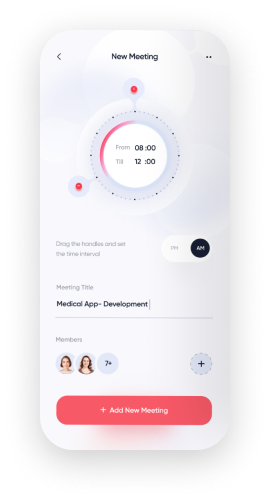 New Meeting
From 08 :00
Till 12 :00
Drag the handles and set
the time interval
PM AM
Meeting Title
Medical App- Development
Members
7+ +
+ Add New Meeting